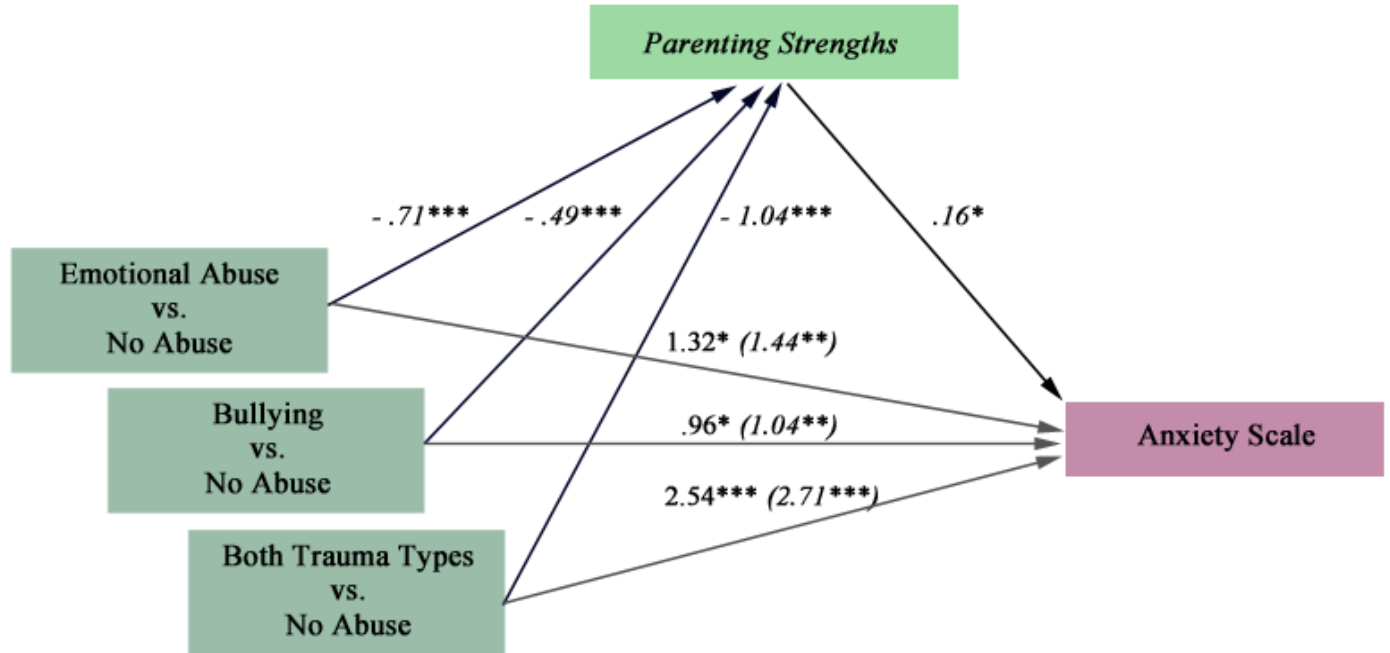 Parenting Strengths
- .71*** - .49*** - 1.04*** .16*
Emotional Abuse
vs.
No Abuse
1.32* (1.44**)
Bullying
vs.
No Abuse
.96* (1.04**)
Anxiety Scale
2.54*** (2.71***)
Both Trauma Types
vs.
No Abuse